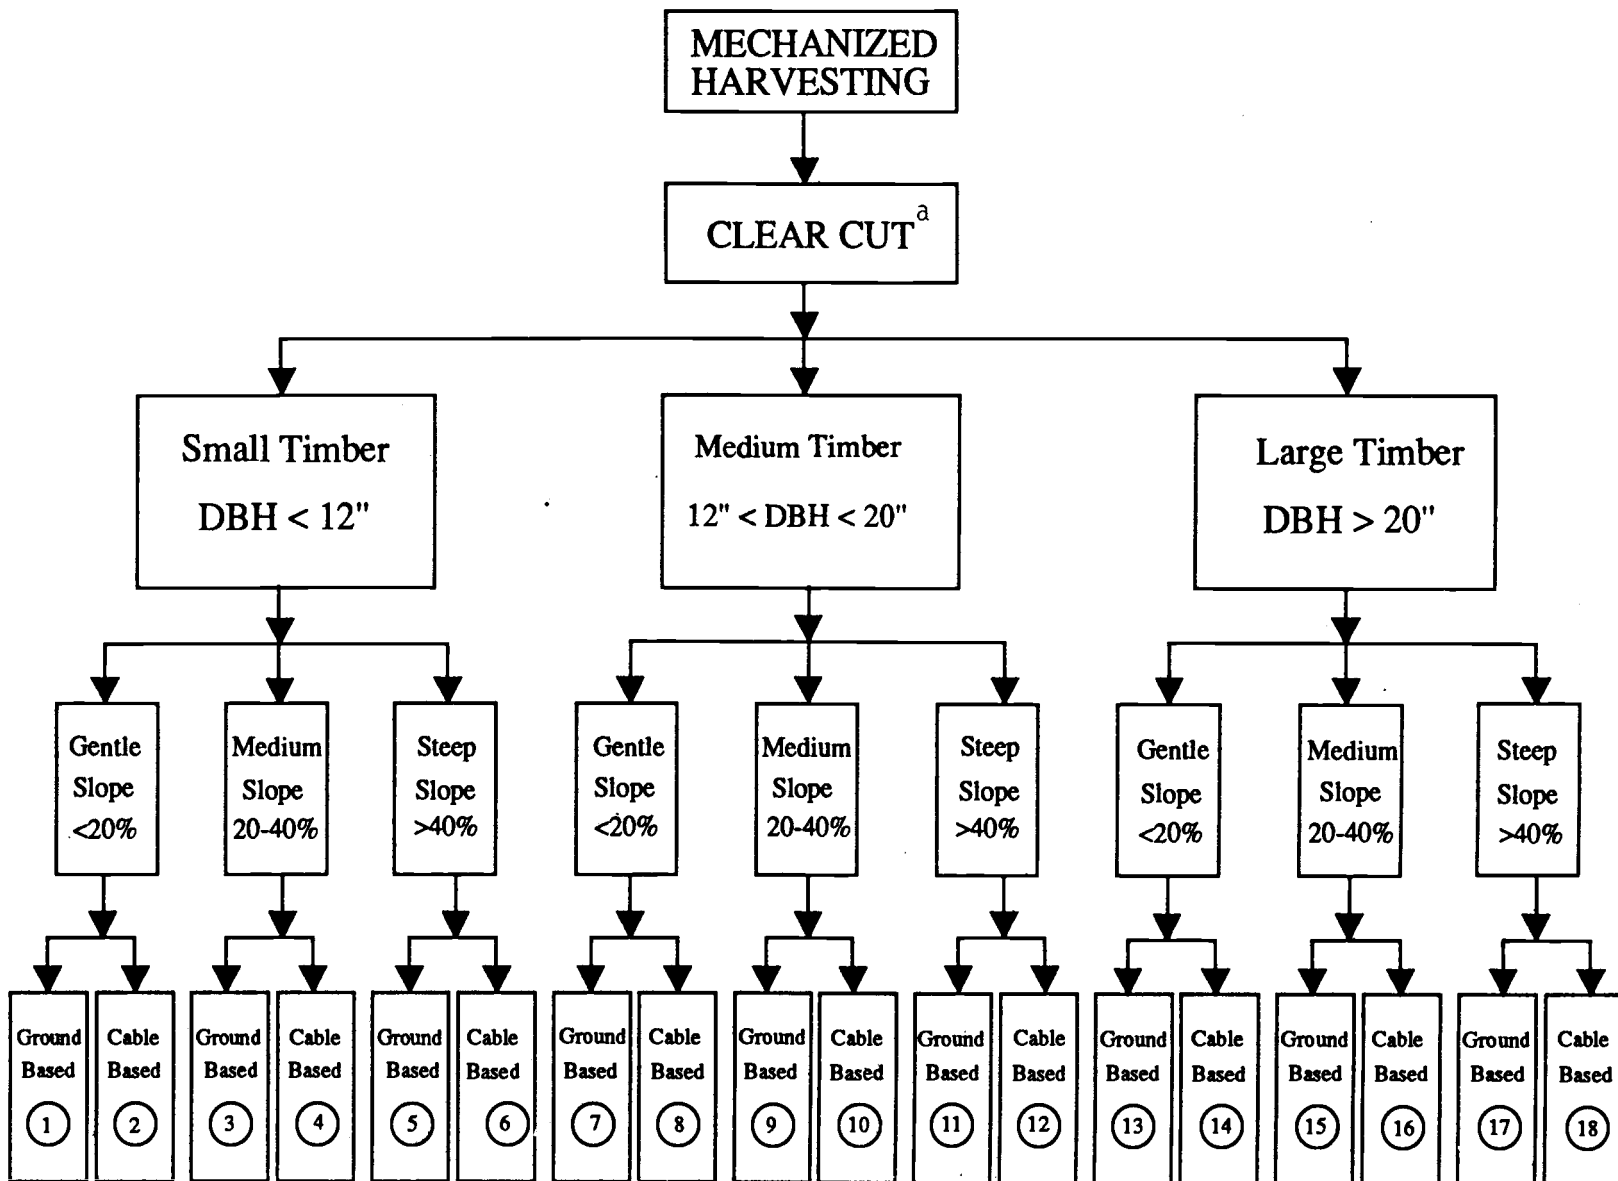 MECHANIZED
HARVESTING
CLEAR CUTᵃ
Small Timber
DBH < 12"
Medium Timber
12" < DBH < 20"
Large Timber
DBH > 20"
Gentle
Slope
<20%
Medium
Slope
20-40%
Steep
Slope
>40%
Gentle
Slope
<20%
Medium
Slope
20-40%
Steep
Slope
>40%
Gentle
Slope
<20%
Medium
Slope
20-40%
Steep
Slope
>40%
Ground
Based
1
Cable
Based
2
Ground
Based
3
Cable
Based
4
Ground
Based
5
Cable
Based
6
Ground
Based
7
Cable
Based
8
Ground
Based
9
Cable
Based
10
Ground
Based
11
Cable
Based
12
Ground
Based
13
Cable
Based
14
Ground
Based
15
Cable
Based
16
Ground
Based
17
Cable
Based
18